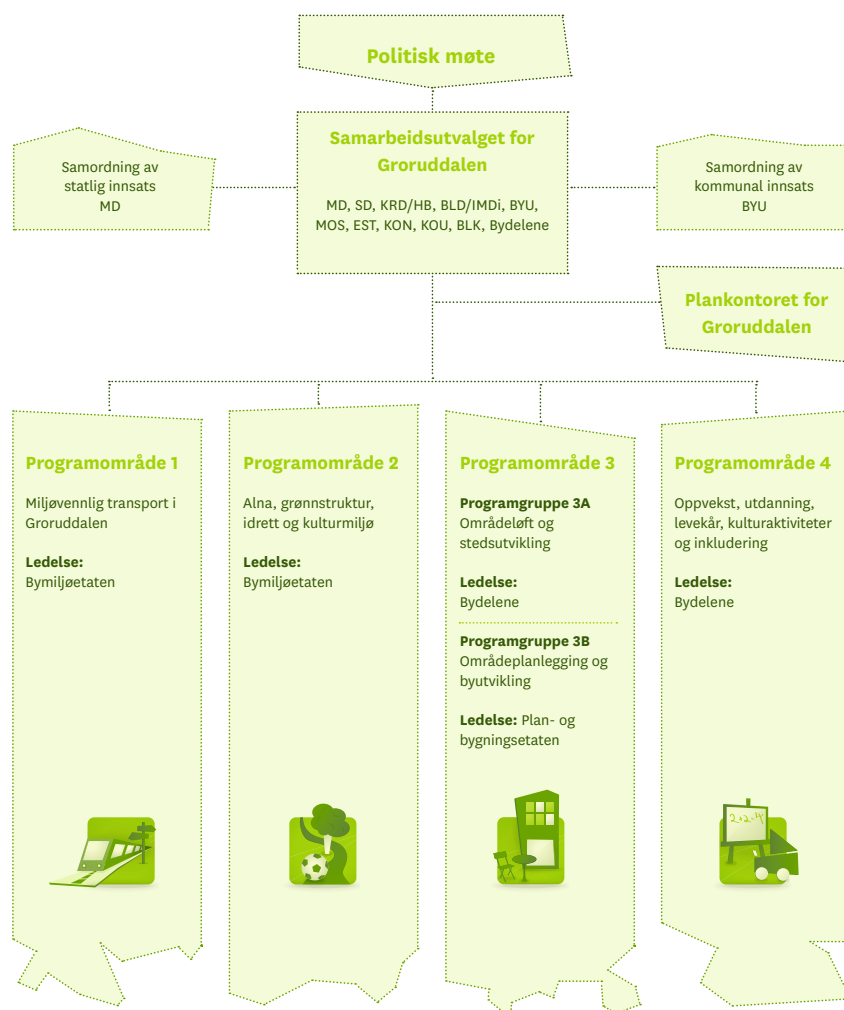 Politisk møte
Samarbeidsutvalget for
Groruddalen
MD, SD, KRD/HB, BLD/IMDi, BYU,
MOS, EST, KON, KOU, BLK, Bydelene
Samordning av
statlig innsats
MD
Samordning av
kommunal innsats
BYU
Plankontoret for
Groruddalen
Programområde 1
Miljøvennlig transport i
Groruddalen
Ledelse:
Bymiljøetaten
Programområde 2
Alna, grønnstruktur,
idrett og kulturmiljø
Ledelse:
Bymiljøetaten
Programområde 3
Programgruppe 3A
Områdeløft og
stedsutvikling
Ledelse:
Bydelene
Programgruppe 3B
Områdeplanlegging og
byutvikling
Ledelse: Plan- og
bygningsetaten
Programområde 4
Oppvekst, utdanning,
levekår, kulturaktiviteter
og inkludering
Ledelse:
Bydelene
2+2=4